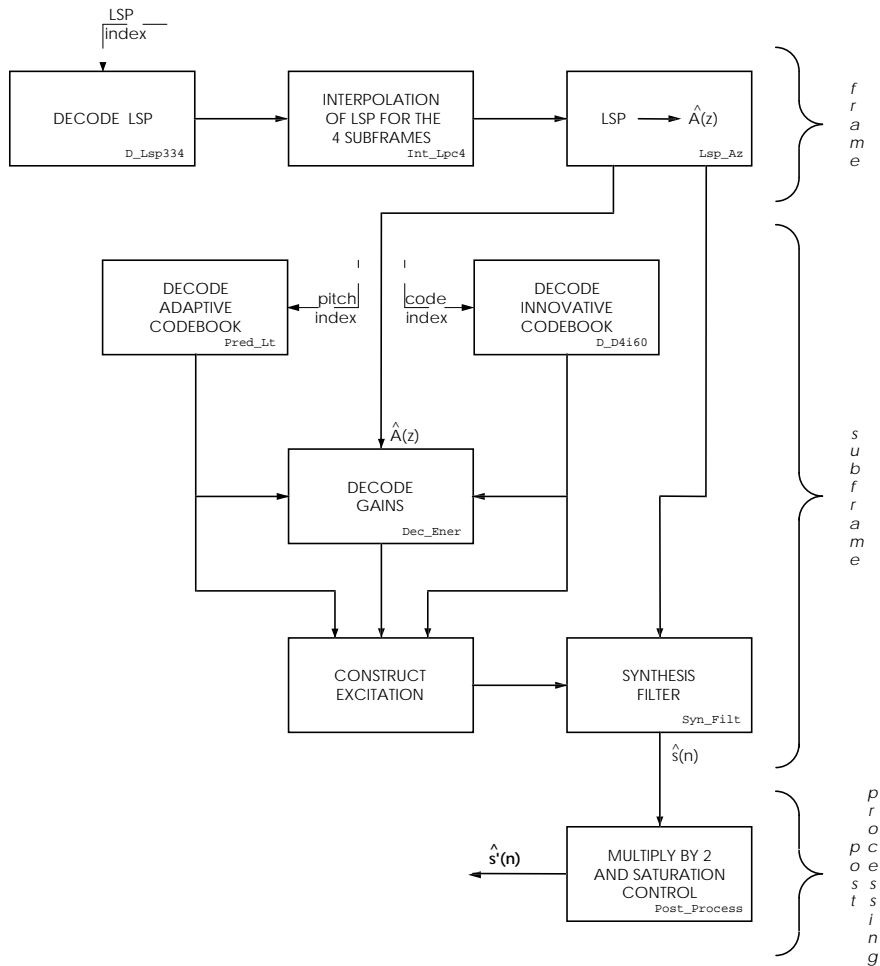 LSP
index
DECODE LSP
D_Lsp334
INTERPOLATION
OF LSP FOR THE
4 SUBFRAMES
Int_Lpc4
LSP Â(z)
Lsp_Az
frame
DECODE
ADAPTIVE
CODEBOOK
Pred_Lt
pitch
index
code
index
DECODE
INNOVATIVE
CODEBOOK
D_D4i60
Â(z)
DECODE
GAINS
Dec_Ener
subframe
CONSTRUCT
EXCITATION
SYNTHESIS
FILTER
Syn_Filt
ŝ(n)
ŝ'(n)
MULTIPLY BY 2
AND SATURATION
CONTROL
Post_Process
post
processing